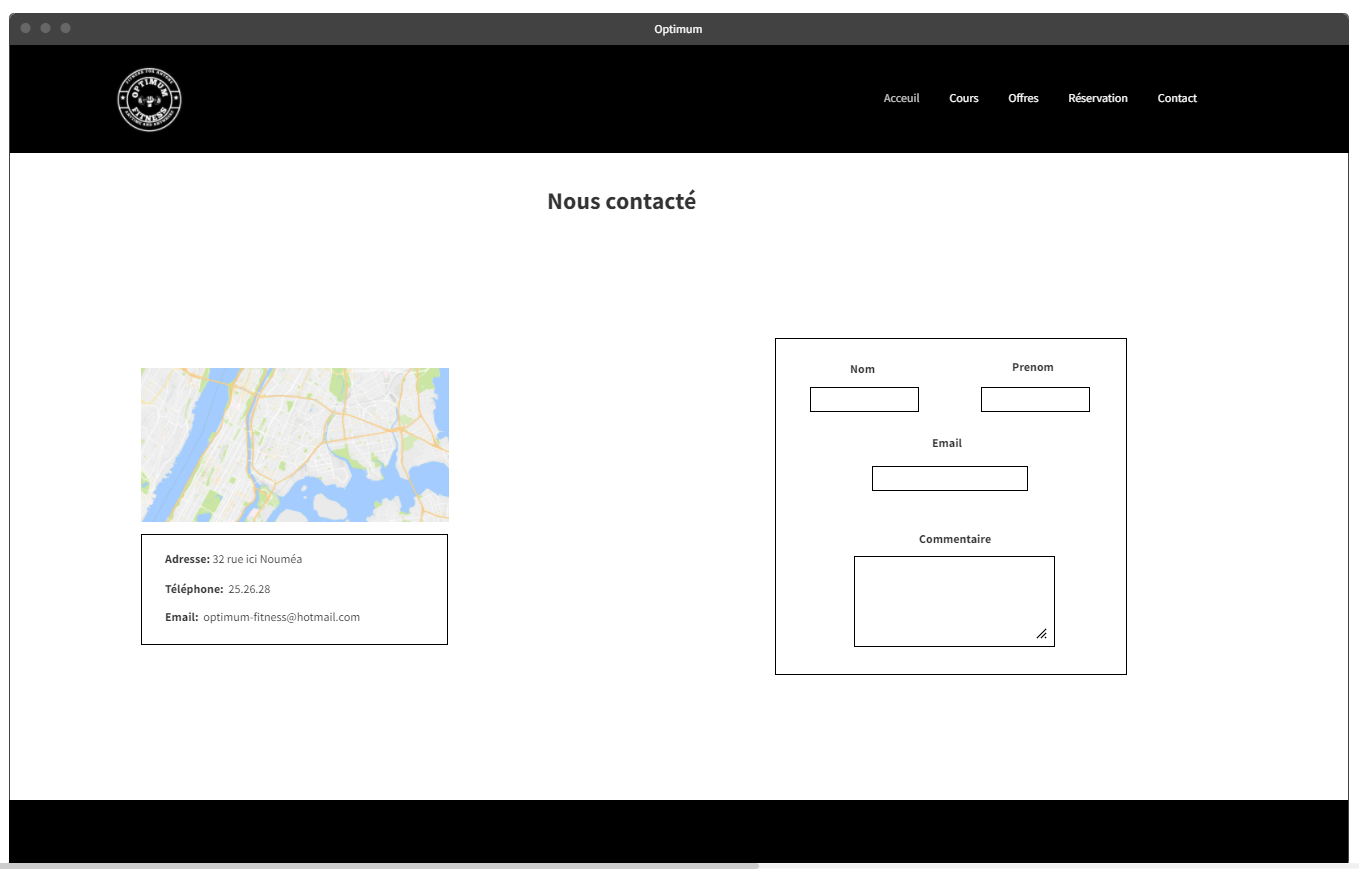 Optimum
OPTIMUM
FITNESS
Acceuil Cours Offres Réservation Contact
Nous contacté
Adresse: 32 rue ici Nouméa
Téléphone: 25.26.28
Email: optimum-fitness@hotmail.com
Nom Prenom
Email
Commentaire